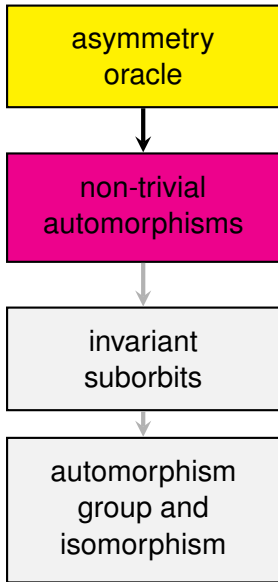 asymmetry
oracle
non-trivial
automorphisms
invariant
suborbits
automorphism
group and
isomorphism